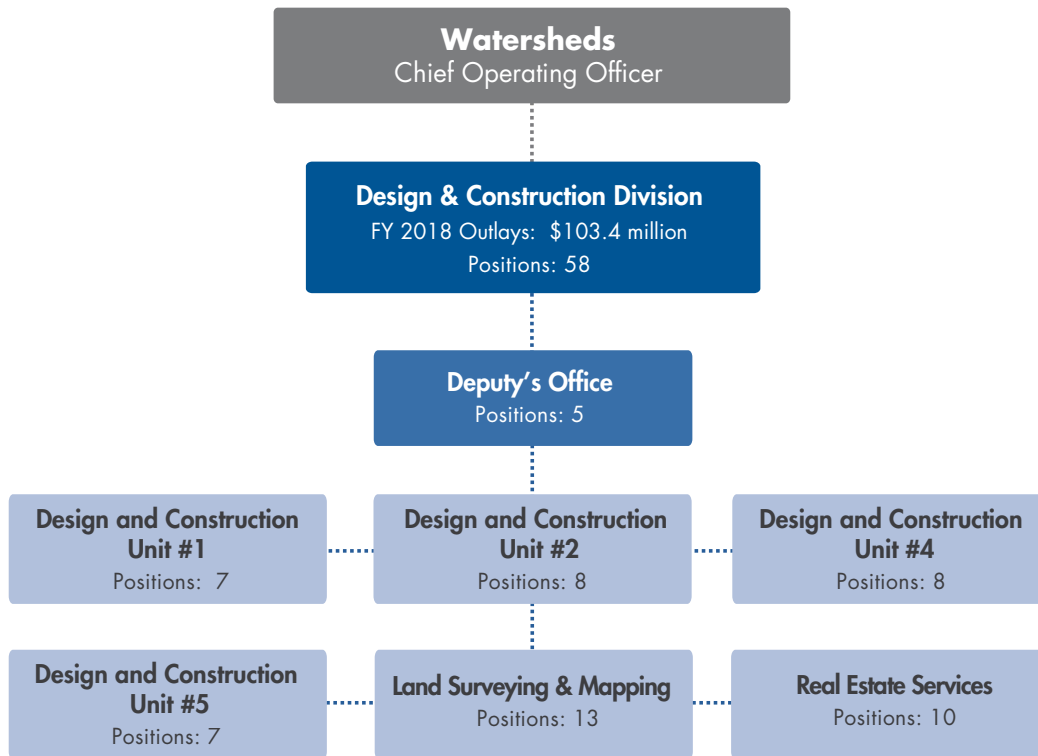 Watersheds
Chief Operating Officer
Design & Construction Division
FY 2018 Outlays: $103.4 million
Positions: 58
Deputy's Office
Positions: 5
Design and Construction
Unit #1
Positions: 7
Design and Construction
Unit #2
Positions: 8
Design and Construction
Unit #4
Positions: 8
Design and Construction
Unit #5
Positions: 7
Land Surveying & Mapping
Positions: 13
Real Estate Services
Positions: 10